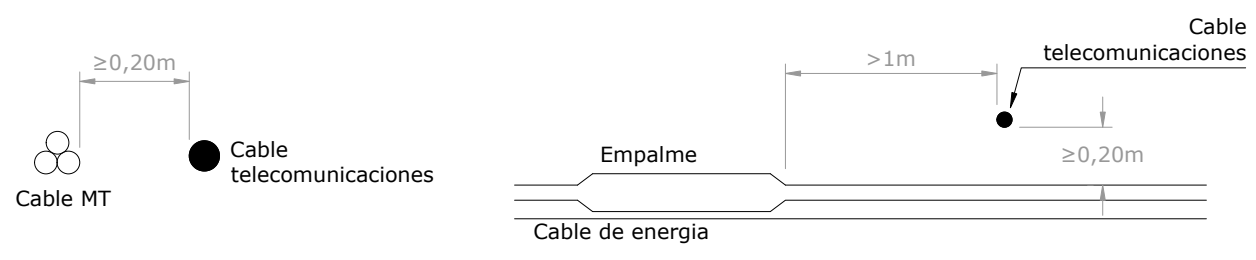 ≥0,20m
Cable
telecomunicaciones
Cable MT
Cable
telecomunicaciones
>1m
≥0,20m
Empalme
Cable de energia